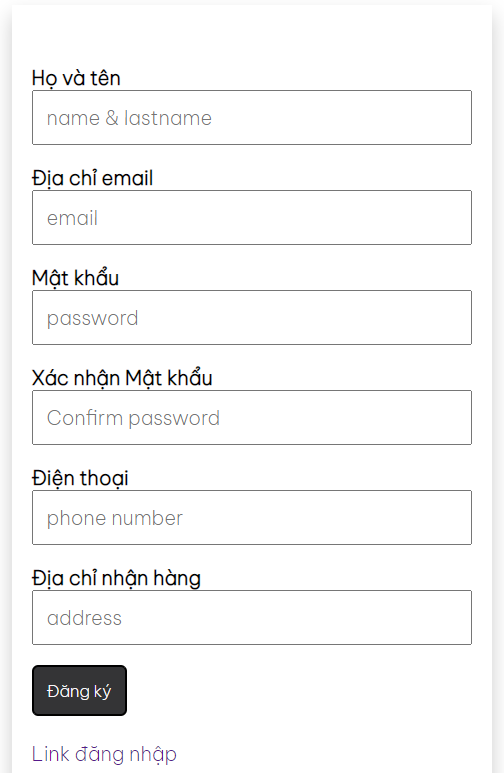 Họ và tên
name & lastname
Địa chỉ email
email
Mật khẩu
password
Xác nhận Mật khẩu
Confirm password
Điện thoại
phone number
Địa chỉ nhận hàng
address
Đăng ký
Link đăng nhập